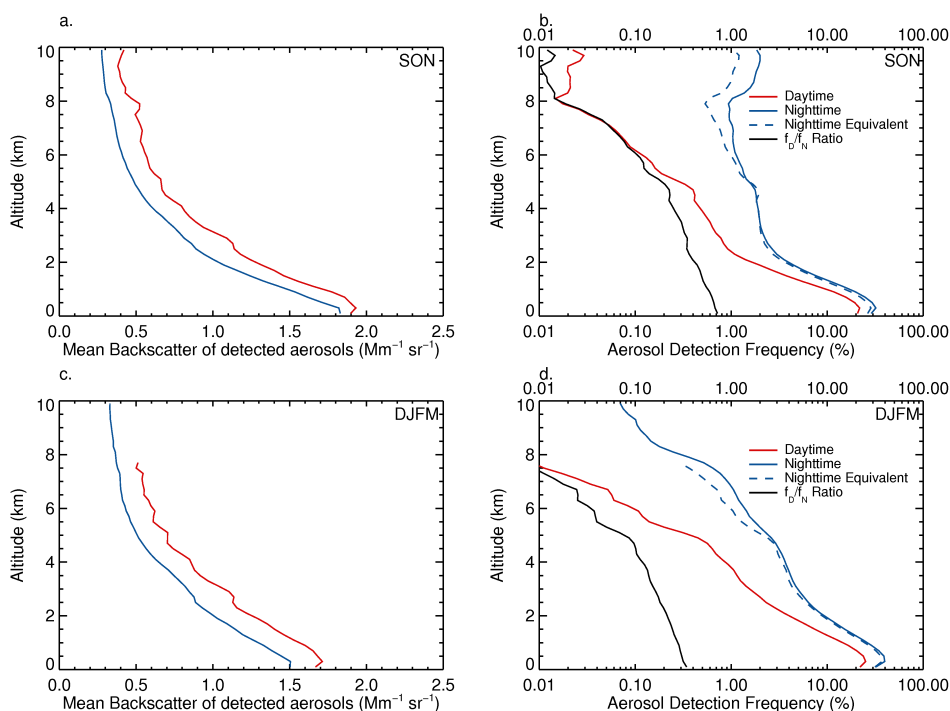 a.
10
8
6
4
2
0
Altitude (km)
SON
0.0 0.5 1.0 1.5 2.0 2.5
Mean Backscatter of detected aerosols (Mm⁻¹ sr⁻¹)
b.
0.01 0.10 1.00 10.00 100.00
10
8
6
4
2
0
Altitude (km)
SON
Daytime
Nighttime
Nighttime Equivalent
f_D/f_N Ratio
0.01 0.10 1.00 10.00 100.00
Aerosol Detection Frequency (%)
c.
10
8
6
4
2
0
Altitude (km)
DJFM
0.0 0.5 1.0 1.5 2.0 2.5
Mean Backscatter of detected aerosols (Mm⁻¹ sr⁻¹)
d.
0.01 0.10 1.00 10.00 100.00
10
8
6
4
2
0
Altitude (km)
DJFM
Daytime
Nighttime
Nighttime Equivalent
f_D/f_N Ratio
0.01 0.10 1.00 10.00 100.00
Aerosol Detection Frequency (%)